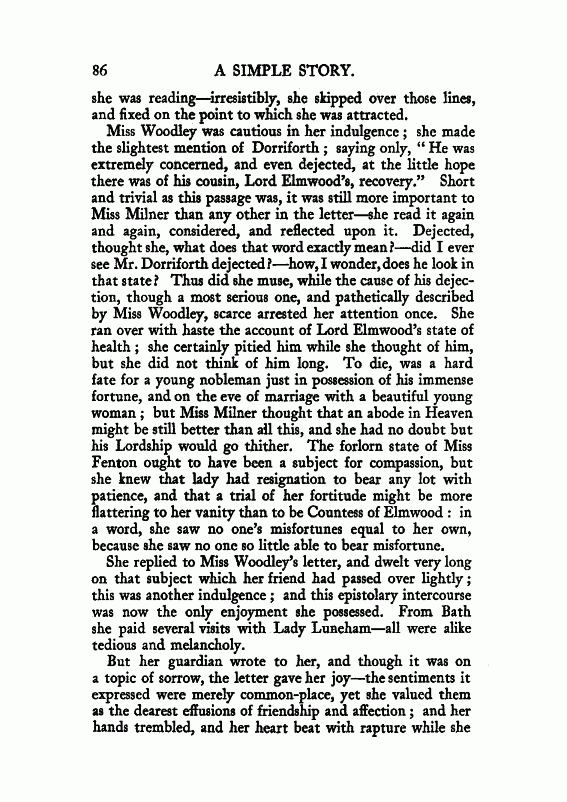 86 A SIMPLE STORY.
she was reading—irresistibly, she skipped over those lines,
and fixed on the point to which she was attracted.
Miss Woodley was cautious in her indulgence ; she made
the slightest mention of Dorriforth ; saying only, “ He was
extremely concerned, and even dejected, at the little hope
there was of his cousin, Lord Elmwood’s, recovery.” Short
and trivial as this passage was, it was still more important to
Miss Milner than any other in the letter—she read it again
and again, considered, and reflected upon it. Dejected,
thought she, what does that word exactly mean ?—did I ever
see Mr. Dorriforth dejected ?—how, I wonder, does he look in
that state ? Thus did she muse, while the cause of his dejec-
tion, though a most serious one, and pathetically described
by Miss Woodley, scarce arrested her attention once. She
ran over with haste the account of Lord Elmwood’s state of
health ; she certainly pitied him while she thought of him,
but she did not think of him long. To die, was a hard
fate for a young nobleman just in possession of his immense
fortune, and on the eve of marriage with a beautiful young
woman ; but Miss Milner thought that an abode in Heaven
might be still better than all this, and she had no doubt but
his Lordship would go thither. The forlorn state of Miss
Fenton ought to have been a subject for compassion, but
she knew that lady had resignation to bear any lot with
patience, and that a trial of her fortitude might be more
flattering to her vanity than to be Countess of Elmwood : in
a word, she saw no one’s misfortunes equal to her own,
because she saw no one so little able to bear misfortune.
She replied to Miss Woodley’s letter, and dwelt very long
on that subject which her friend had passed over lightly ;
this was another indulgence ; and this epistolary intercourse
was now the only enjoyment she possessed. From Bath
she paid several visits with Lady Luneham—all were alike
tedious and melancholy.
But her guardian wrote to her, and though it was on
a topic of sorrow, the letter gave her joy—the sentiments it
expressed were merely common-place, yet she valued them
as the dearest effusions of friendship and affection ; and her
hands trembled, and her heart beat with rapture while she